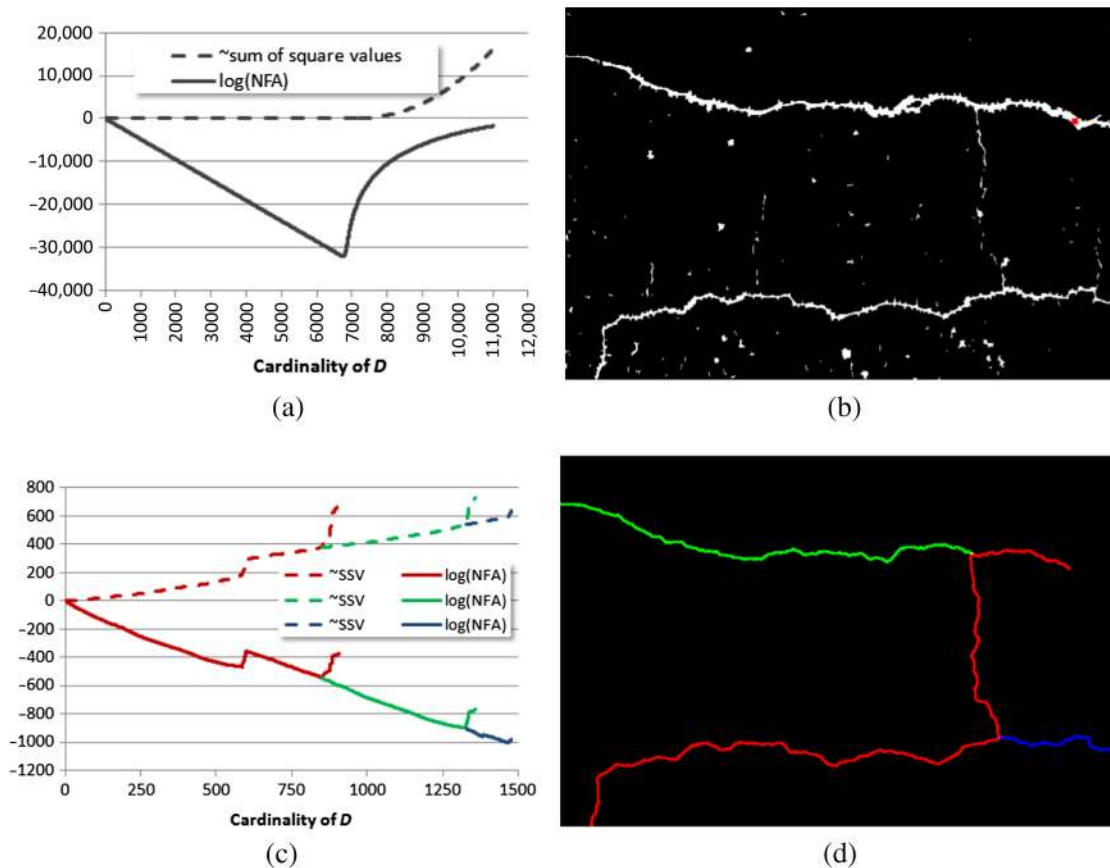 20,000
10,000
0
−10,000
−20,000
−30,000
−40,000
~sum of square values
log(NFA)
0
1000
2000
3000
4000
5000
6000
7000
8000
9000
10,000
11,000
12,000
Cardinality of D
(a)
(b)
800
600
400
200
0
−200
−400
−600
−800
−1000
−1200
~SSV log(NFA)
~SSV log(NFA)
~SSV log(NFA)
0 250 500 750 1000 1250 1500
Cardinality of D
(c)
(d)